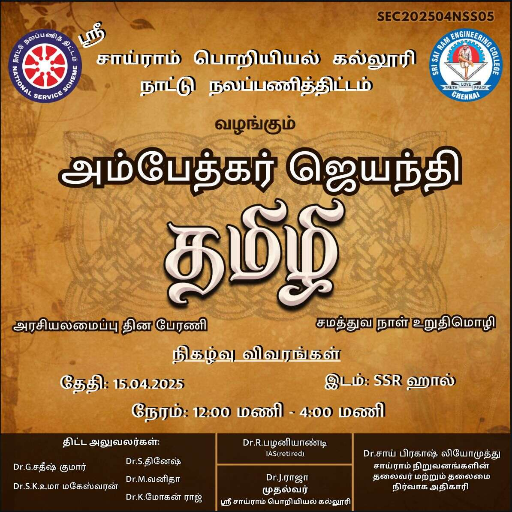 SEC202504NSS05
ஸ்ரீ
சாய்ராம் பொறியியல் கல்லூரி
நாட்டு நலப்பணித்திட்டம்
நாட்டு நலப்பணித் திட்டம்
NATIONAL SERVICE SCHEME
SRI SAI RAM ENGINEERING COLLEGE
CHENNAI
வழங்கும்
அம்பேத்கர் ஜெயந்தி
தமிழி
அரசியலமைப்பு தின பேரணி
சமத்துவ நாள் உறுதிமொழி
நிகழ்வு விவரங்கள்
தேதி: 15.04.2025
இடம்: SSR ஹால்
நேரம்: 12:00 மணி - 4:00 மணி
திட்ட அலுவலர்கள்:
Dr.G.சதீஷ் குமார்
Dr.S.K.உமா மகேஸ்வரன்
Dr.S.தினேஷ்
Dr.M.வனிதா
Dr.K.மோகன் ராஜ்
Dr.R.பழனியாண்டி
IAS(retired)
Dr.J.ராஜா
முதல்வர்
ஸ்ரீ சாய்ராம் பொறியியல் கல்லூரி
Dr.சாய் பிரகாஷ் லியோமுத்து
சாய்ராம் நிறுவனங்களின்
தலைவர் மற்றும் தலைமை
நிர்வாக அதிகாரி